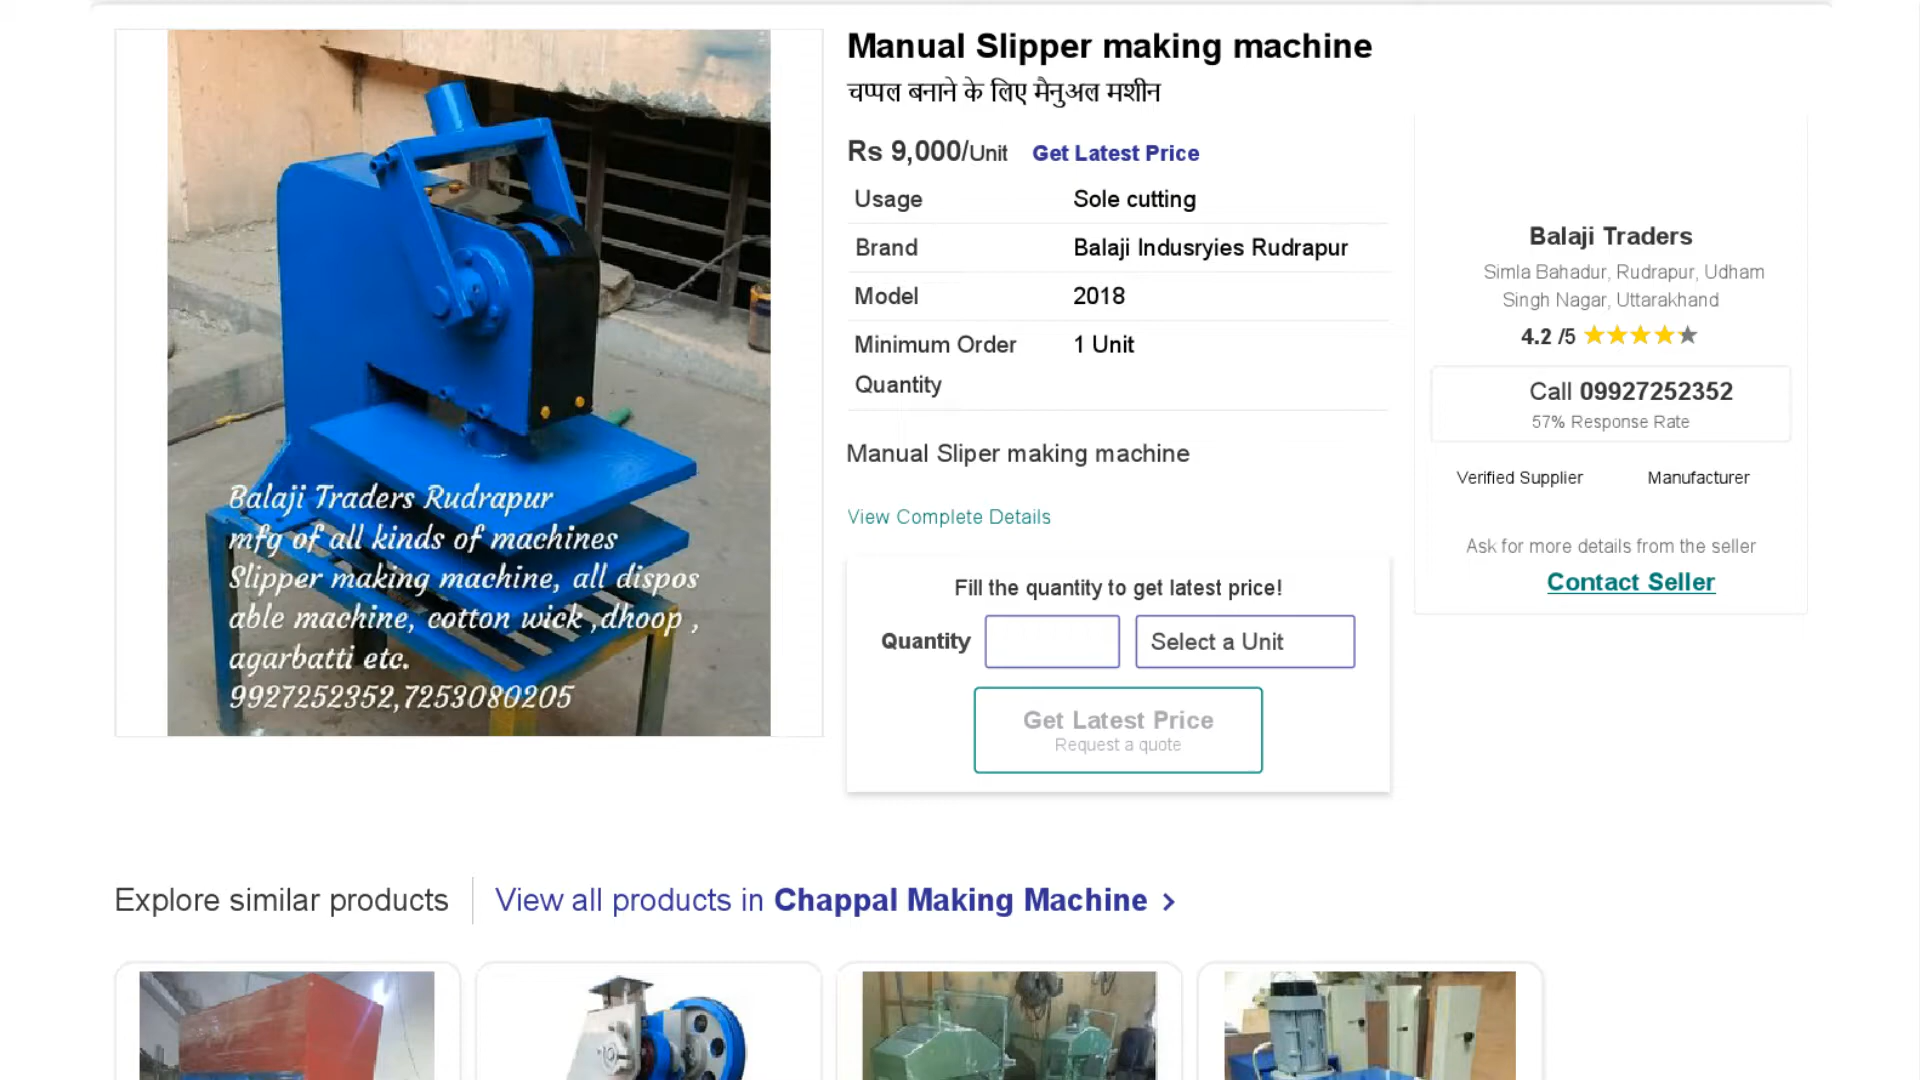 Manual Slipper making machine
चप्पल बनाने के लिए मैनुअल मशीन
Rs 9,000/Unit Get Latest Price
Usage Sole cutting
Brand Balaji Indusryies Rudrapur
Model 2018
Minimum Order Quantity 1 Unit
Manual Sliper making machine
View Complete Details
Fill the quantity to get latest price!
Quantity Select a Unit
Get Latest Price
Request a quote
Balaji Traders Rudrapur
mfg of all kinds of machines
Slipper making machine, all dispos
able machine, cotton wick ,dhoop ,
agarbatti etc.
9927252352,7253080205
Balaji Traders
Simla Bahadur, Rudrapur, Udham
Singh Nagar, Uttarakhand
4.2 /5
Call 09927252352
57% Response Rate
Verified Supplier Manufacturer
Ask for more details from the seller
Contact Seller
Explore similar products View all products in Chappal Making Machine >